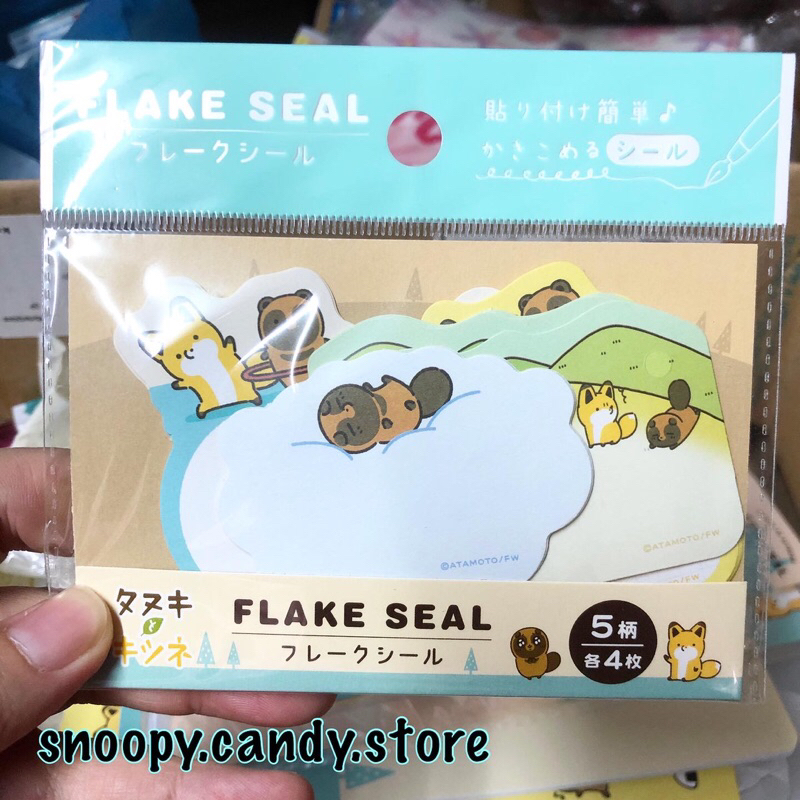 FLAKE SEAL
フレークシール
貼り付け簡単♪
かきこめる シール
©ATAMOTO/FW
©ATAMOTO/FW
/FW
タヌキ
と
キツネ
FLAKE SEAL
フレークシール
5柄
各4枚
snoopy.candy.store